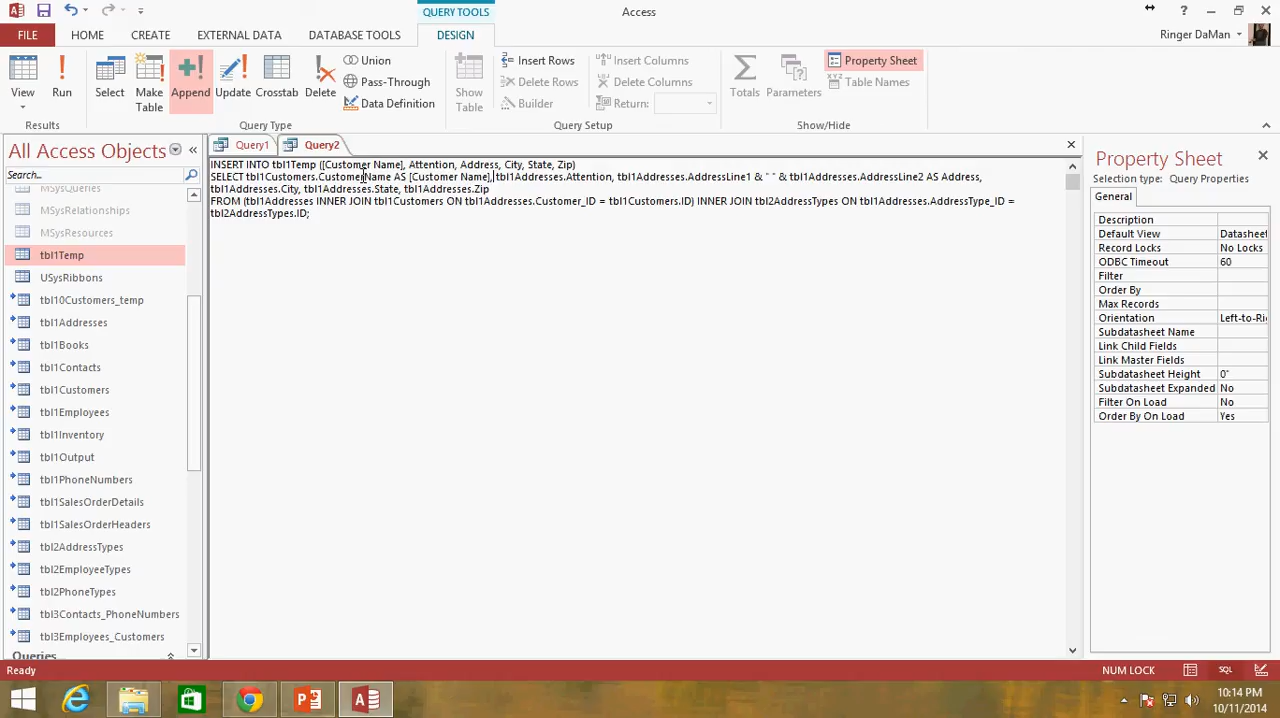 QUERY TOOLS
Access
FILE
HOME
CREATE
EXTERNAL DATA
DATABASE TOOLS
DESIGN
Ringer DaMan
View
Run
Select
Make Table
Append
Update
Crosstab
Delete
Union
Pass-Through
Data Definition
Show Table
Insert Rows
Delete Rows
Builder
Insert Columns
Delete Columns
Return:
Totals
Parameters
Property Sheet
Table Names
Results
Query Type
Query Setup
Show/Hide
All Access Objects
Search...
MSysQueries
MSysRelationships
MSysResources
tbl1Temp
USysRibbons
tbl10Customers_temp
tbl1Addresses
tbl1Books
tbl1Contacts
tbl1Customers
tbl1Employees
tbl1Inventory
tbl1Output
tbl1PhoneNumbers
tbl1SalesOrderDetails
tbl1SalesOrderHeaders
tbl2AddressTypes
tbl2EmployeeTypes
tbl2PhoneTypes
tbl3Contacts_PhoneNumbers
tbl3Employees_Customers
Queries
Query1
Query2
INSERT INTO tbl1Temp ([Customer Name], Attention, Address, City, State, Zip)
SELECT tbl1Customers.CustomerName AS [Customer Name], tbl1Addresses.Attention, tbl1Addresses.AddressLine1 & " " & tbl1Addresses.AddressLine2 AS Address,
tbl1Addresses.City, tbl1Addresses.State, tbl1Addresses.Zip
FROM (tbl1Addresses INNER JOIN tbl1Customers ON tbl1Addresses.Customer_ID = tbl1Customers.ID) INNER JOIN tbl2AddressTypes ON tbl1Addresses.AddressType_ID =
tbl2AddressTypes.ID;
Property Sheet
Selection type: Query Properties
General
Description
Default View Datasheet
Record Locks No Locks
ODBC Timeout 60
Filter
Order By
Max Records
Orientation Left-to-Ri
Subdatasheet Name
Link Child Fields
Link Master Fields
Subdatasheet Height 0"
Subdatasheet Expanded No
Filter On Load No
Order By On Load Yes
Ready
NUM LOCK
SQL
10:14 PM
10/11/2014